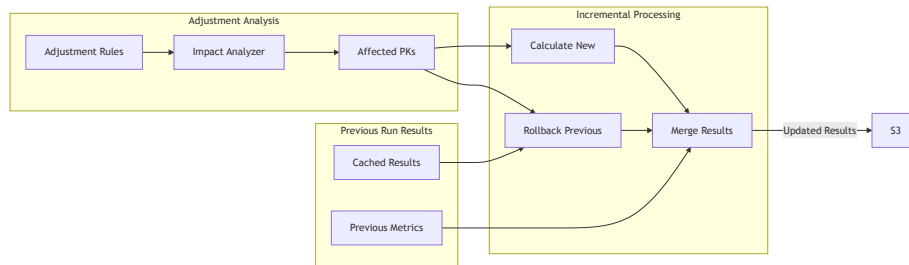 Adjustment Analysis
Adjustment Rules
Impact Analyzer
Affected PKs
Previous Run Results
Cached Results
Previous Metrics
Incremental Processing
Calculate New
Rollback Previous
Merge Results
Updated Results
S3